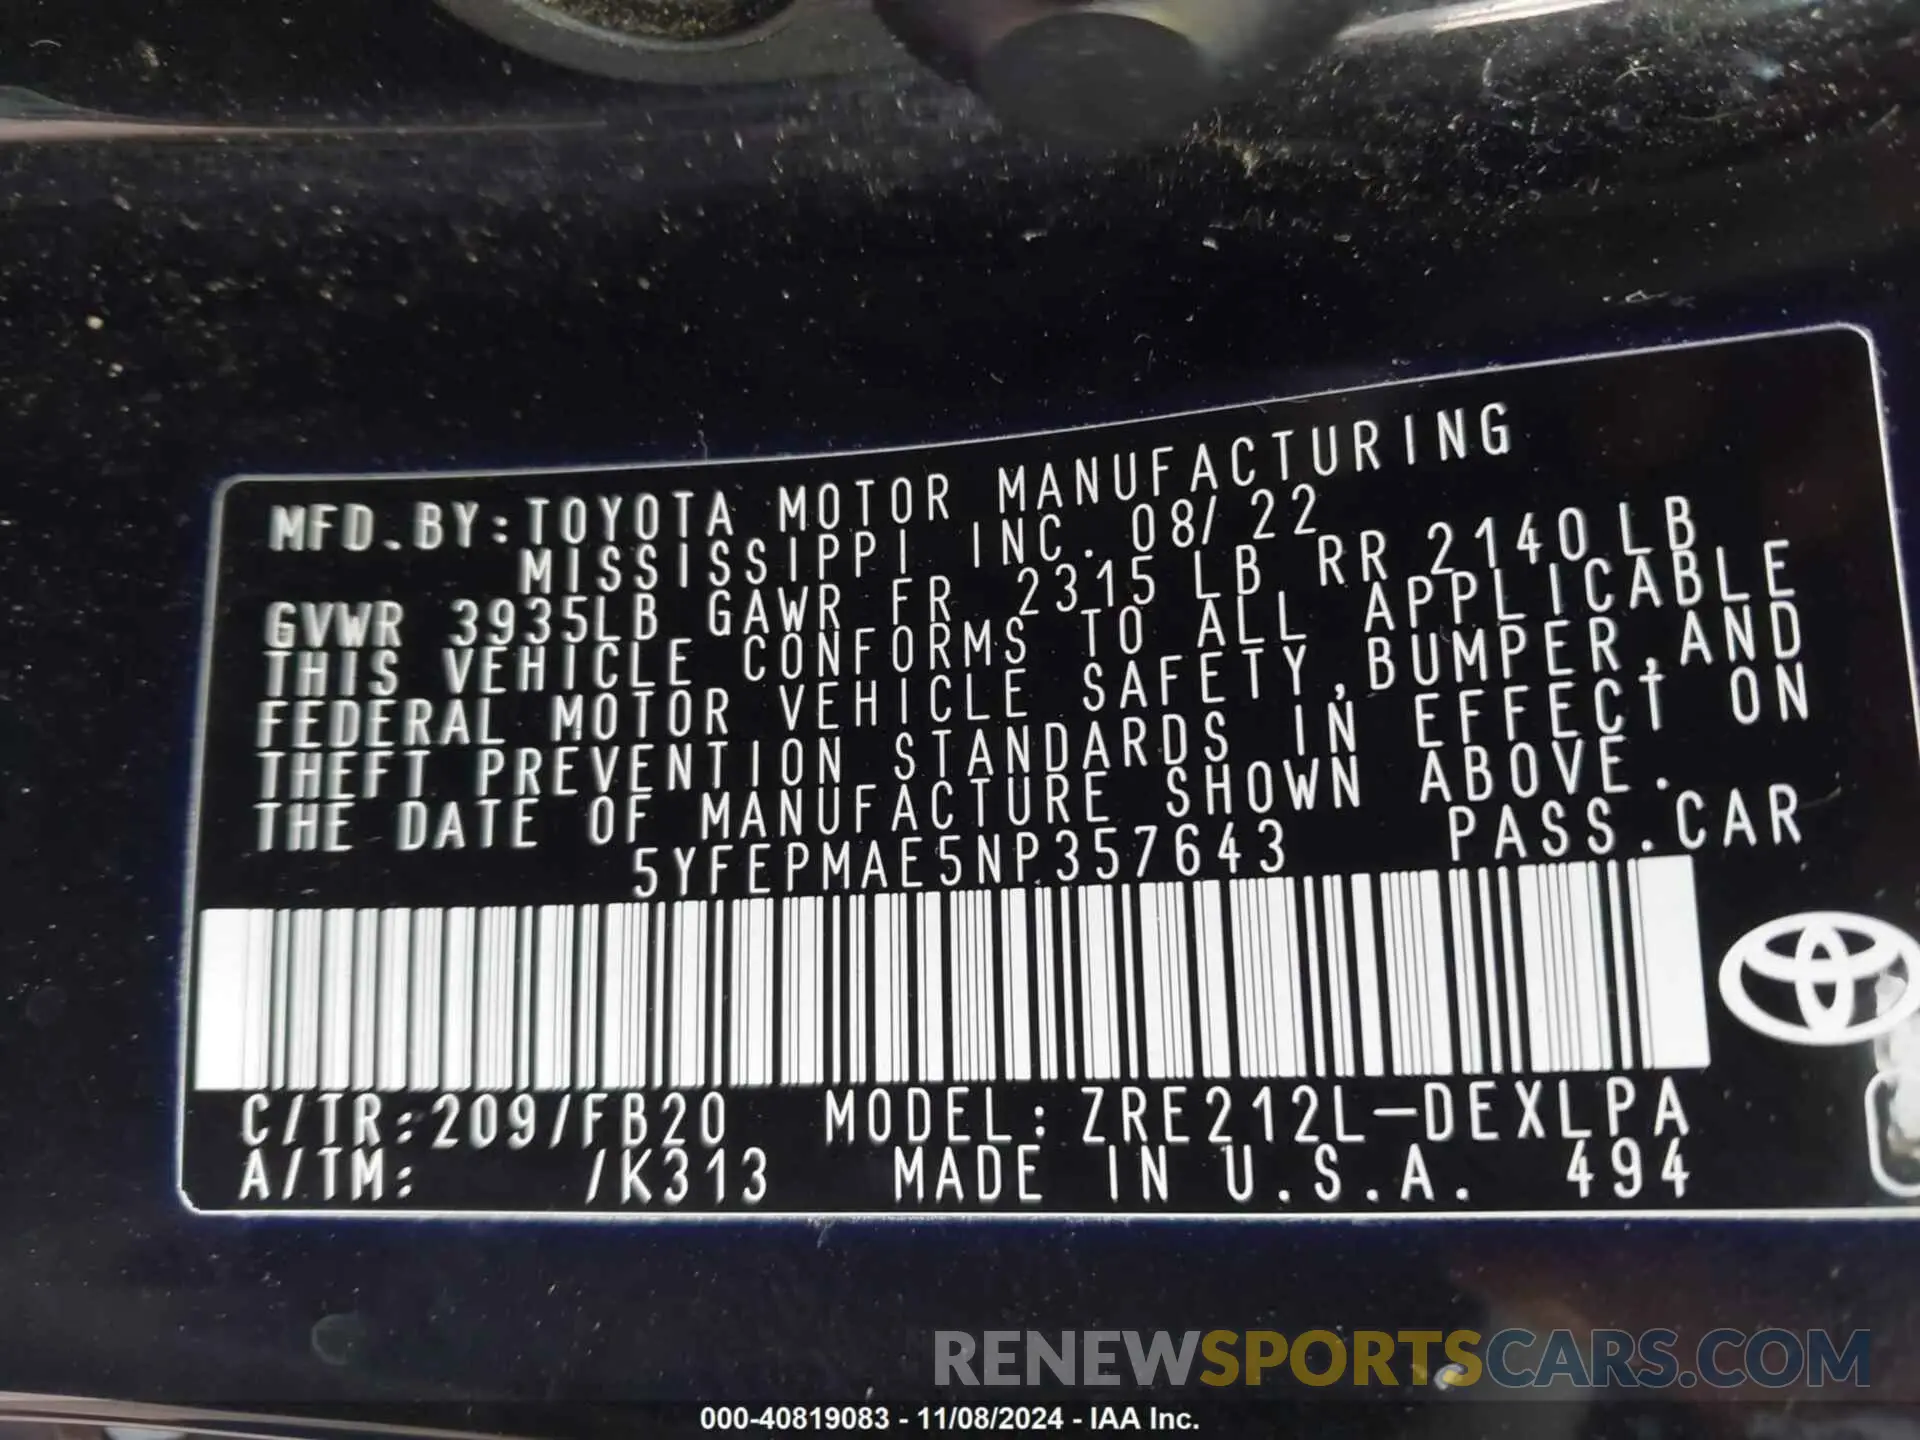 MFD.BY:TOYOTA MOTOR MANUFACTURING
MISSISSIPPI INC. 08/22
GVWR 3935LB GAWR FR 2315 LB RR 2140LB
THIS VEHICLE CONFORMS TO ALL APPLICABLE
FEDERAL MOTOR VEHICLE SAFETY,BUMPER,AND
THEFT PREVENTION STANDARDS IN EFFECT ON
THE DATE OF MANUFACTURE SHOWN ABOVE.
5YFEPMAE5NP357643 PASS.CAR
C/TR:209/FB20 MODEL:ZRE212L-DEXLPA
A/TM: /K313 MADE IN U.S.A. 494
RENEWSPORTSCARS.COM
000-40819083 - 11/08/2024 - IAA Inc.